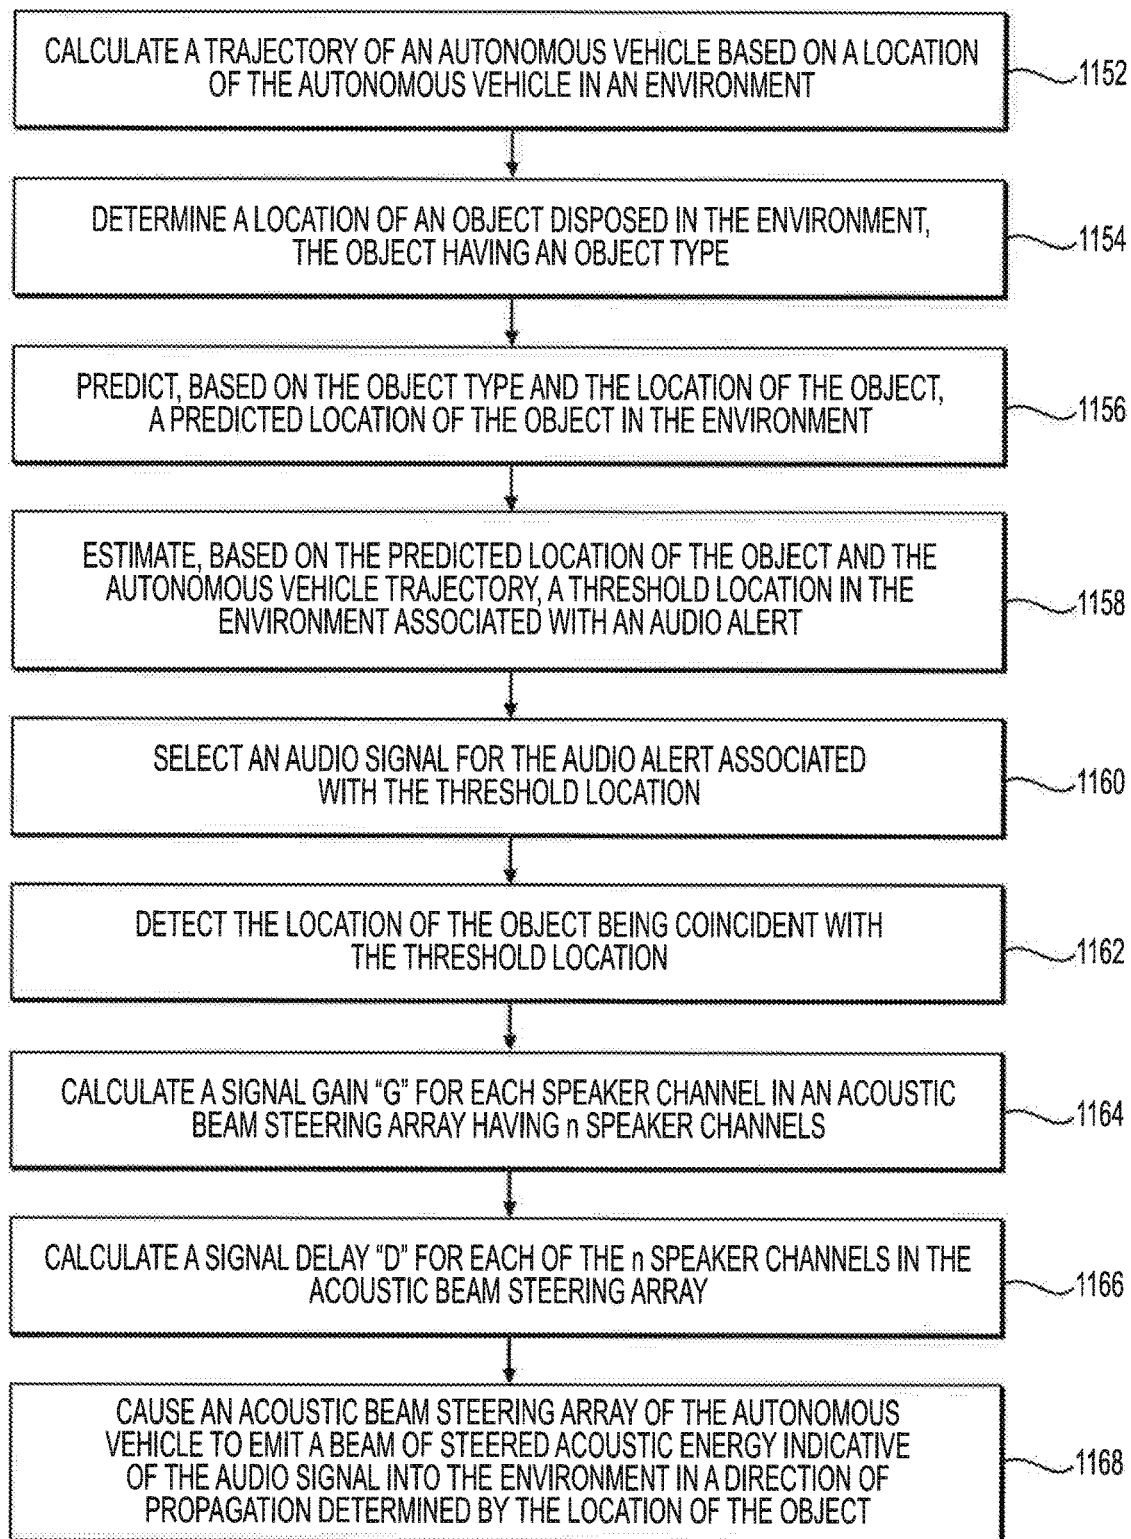 CALCULATE A TRAJECTORY OF AN AUTONOMOUS VEHICLE BASED ON A LOCATION
OF THE AUTONOMOUS VEHICLE IN AN ENVIRONMENT
1152
DETERMINE A LOCATION OF AN OBJECT DISPOSED IN THE ENVIRONMENT,
THE OBJECT HAVING AN OBJECT TYPE
1154
PREDICT, BASED ON THE OBJECT TYPE AND THE LOCATION OF THE OBJECT,
A PREDICTED LOCATION OF THE OBJECT IN THE ENVIRONMENT
1156
ESTIMATE, BASED ON THE PREDICTED LOCATION OF THE OBJECT AND THE
AUTONOMOUS VEHICLE TRAJECTORY, A THRESHOLD LOCATION IN THE
ENVIRONMENT ASSOCIATED WITH AN AUDIO ALERT
1158
SELECT AN AUDIO SIGNAL FOR THE AUDIO ALERT ASSOCIATED
WITH THE THRESHOLD LOCATION
1160
DETECT THE LOCATION OF THE OBJECT BEING COINCIDENT WITH
THE THRESHOLD LOCATION
1162
CALCULATE A SIGNAL GAIN "G" FOR EACH SPEAKER CHANNEL IN AN ACOUSTIC
BEAM STEERING ARRAY HAVING n SPEAKER CHANNELS
1164
CALCULATE A SIGNAL DELAY "D" FOR EACH OF THE n SPEAKER CHANNELS IN THE
ACOUSTIC BEAM STEERING ARRAY
1166
CAUSE AN ACOUSTIC BEAM STEERING ARRAY OF THE AUTONOMOUS
VEHICLE TO EMIT A BEAM OF STEERED ACOUSTIC ENERGY INDICATIVE
OF THE AUDIO SIGNAL INTO THE ENVIRONMENT IN A DIRECTION OF
PROPAGATION DETERMINED BY THE LOCATION OF THE OBJECT
1168